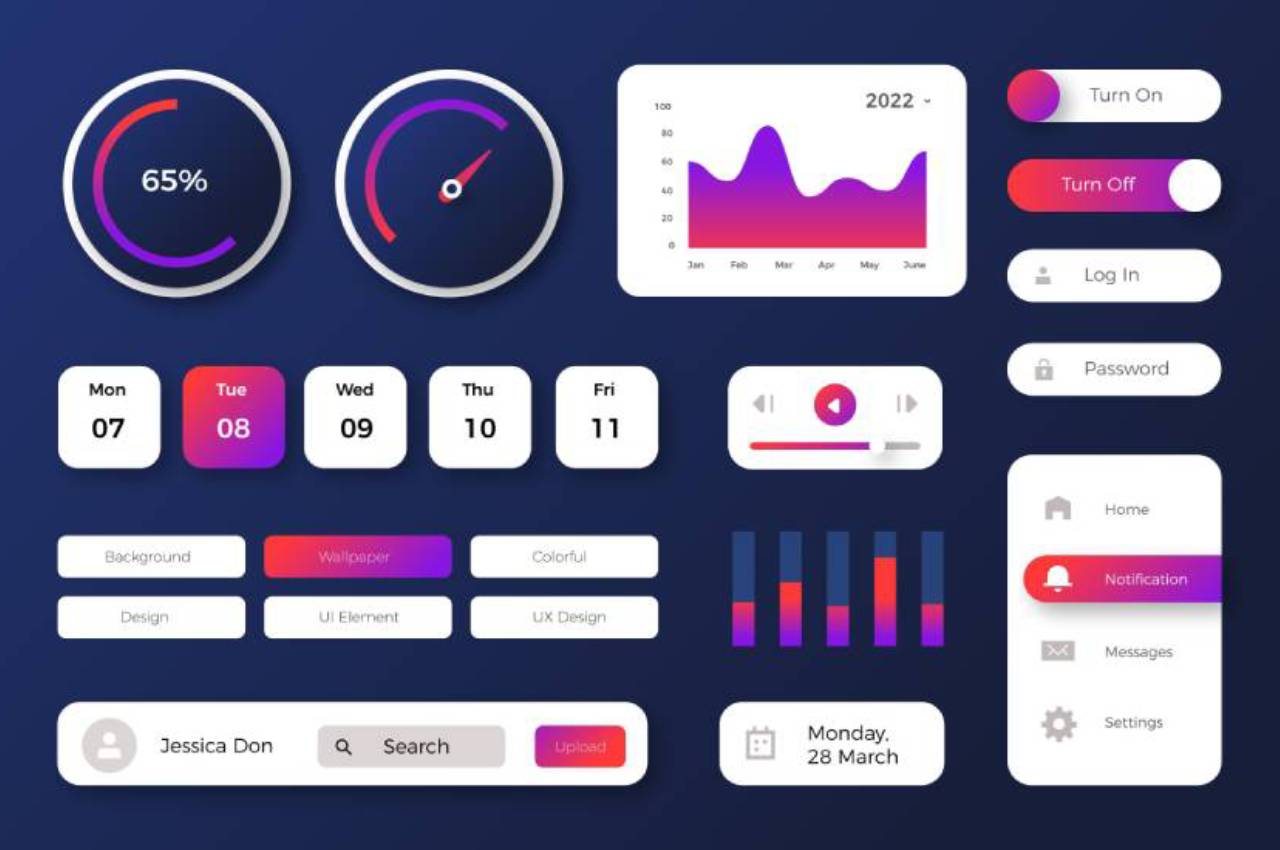 65%
2022
100
80
60
40
20
0
Jan Feb Mar Apr May June
Turn On
Turn Off
Log In
Password
Mon Tue Wed Thu Fri
07 08 09 10 11
Background Wallpaper Colorful
Design UI Element UX Design
Home
Notification
Messages
Settings
Jessica Don Search Upload
Monday,
28 March